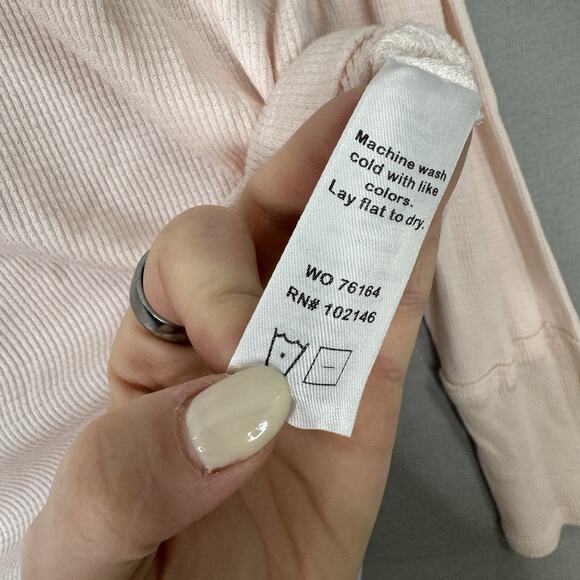 Machine wash
cold with like
colors.
Lay flat to dry.
WO 76164
RN# 102146